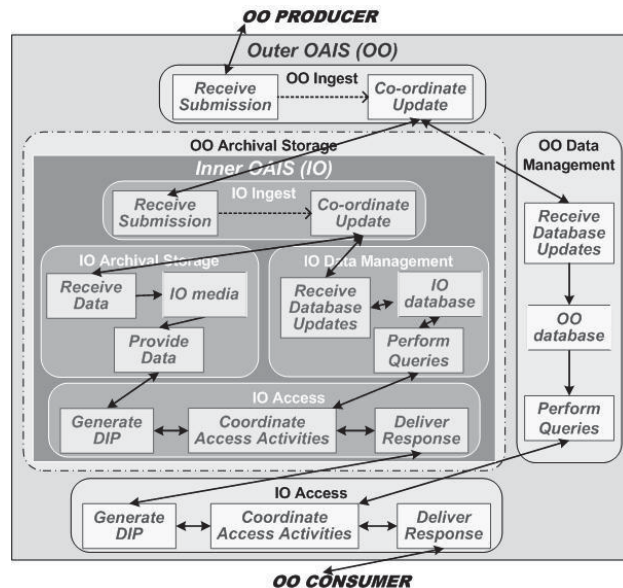 OO PRODUCER
Outer OAIS (OO)
OO Ingest
Receive
Submission
Co-ordinate
Update
OO Archival Storage
Inner OAIS (IO)
IO Ingest
Receive
Submission
Co-ordinate
Update
IO Archival Storage
Receive
Data
IO media
Provide
Data
IO Data Management
Receive
Database
Updates
IO
database
Perform
Queries
IO Access
Generate
DIP
Coordinate
Access Activities
Deliver
Response
OO Data
Management
Receive
Database
Updates
OO
database
Perform
Queries
IO Access
Generate
DIP
Coordinate
Access Activities
Deliver
Response
OO CONSUMER